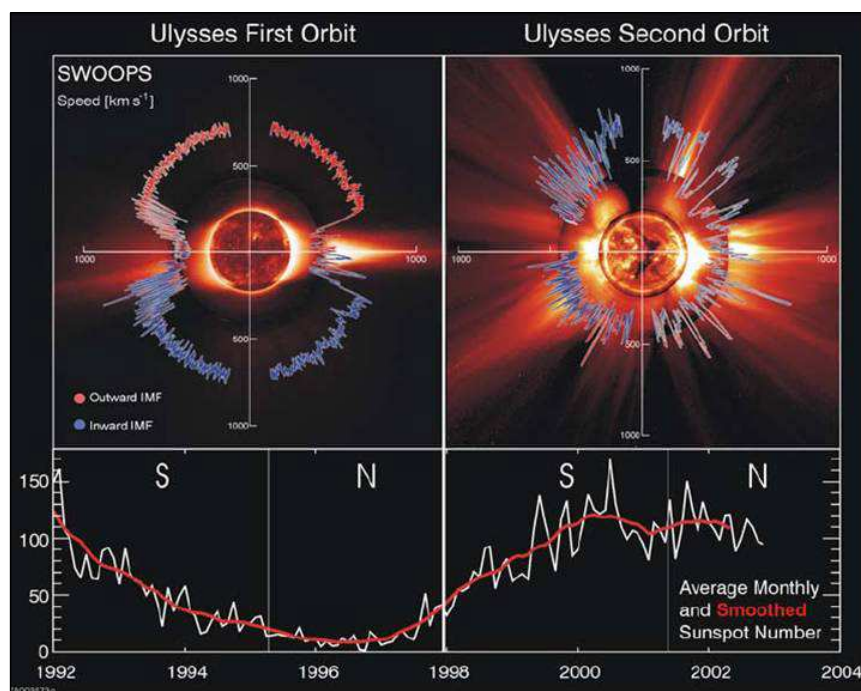 Ulysses First Orbit
Ulysses Second Orbit
SWOOPS
Speed [km s⁻¹]
1000
500
1000
1000
500
1000
Outward IMF
Inward IMF
1000
500
1000
1000
500
1000
S
N
S
N
150
100
50
0
Average Monthly
and Smoothed
Sunspot Number
1992
1994
1996
1998
2000
2002
2004